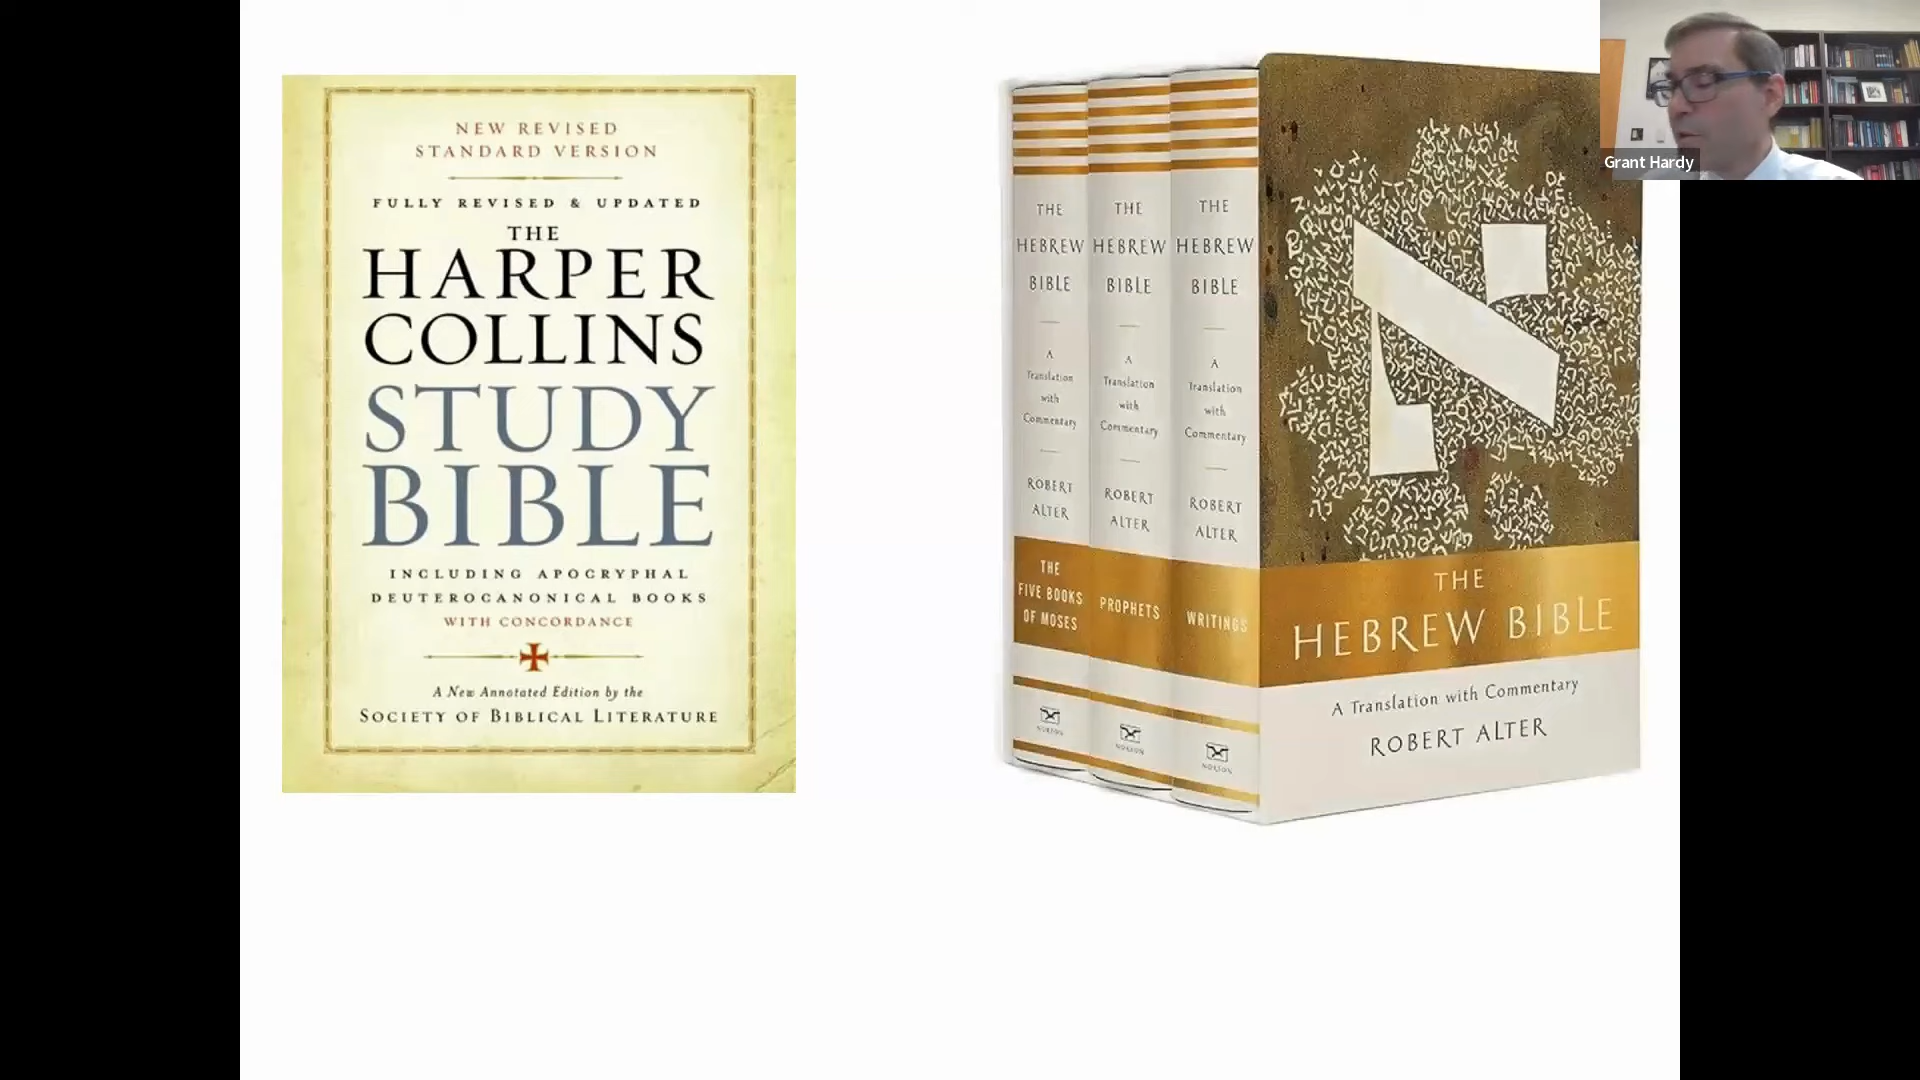 NEW REVISED
STANDARD VERSION
FULLY REVISED & UPDATED
THE
HARPER
COLLINS
STUDY
BIBLE
INCLUDING APOCRYPHAL
DEUTEROCANONICAL BOOKS
WITH CONCORDANCE
A New Annotated Edition by the
SOCIETY OF BIBLICAL LITERATURE
THE
HEBREW
BIBLE
A
Translation
with
Commentary
ROBERT
ALTER
THE
FIVE BOOKS
OF MOSES
NORTON
THE
HEBREW
BIBLE
A
Translation
with
Commentary
ROBERT
ALTER
PROPHETS
NORTON
THE
HEBREW
BIBLE
A
Translation
with
Commentary
ROBERT
ALTER
WRITINGS
NORTON
א
THE
HEBREW BIBLE
A Translation with Commentary
ROBERT ALTER
Grant Hardy